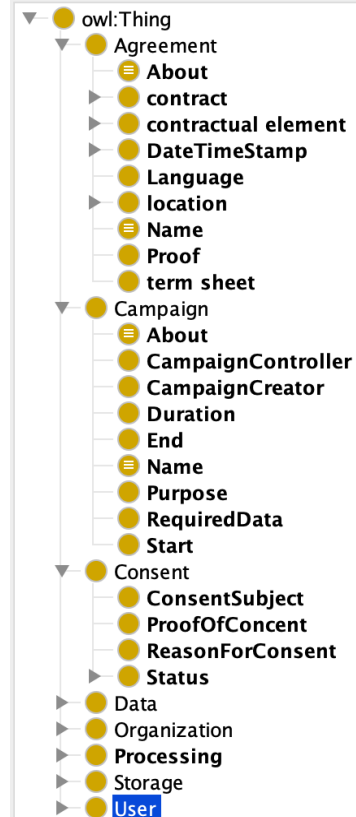 owl:Thing
Agreement
About
contract
contractual element
DateTimeStamp
Language
location
Name
Proof
term sheet
Campaign
About
CampaignController
CampaignCreator
Duration
End
Name
Purpose
RequiredData
Start
Consent
ConsentSubject
ProofOfConcent
ReasonForConsent
Status
Data
Organization
Processing
Storage
User